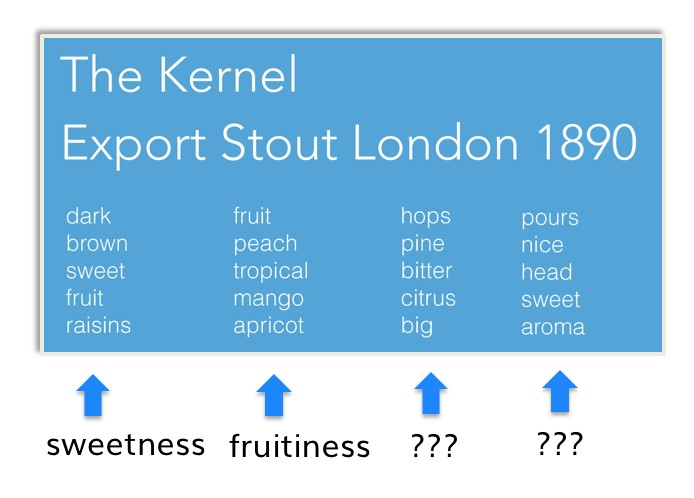 The Kernel
Export Stout London 1890
dark fruit hops pours
brown peach pine nice
sweet tropical bitter head
fruit mango citrus sweet
raisins apricot big aroma
sweetness fruitiness ??? ???